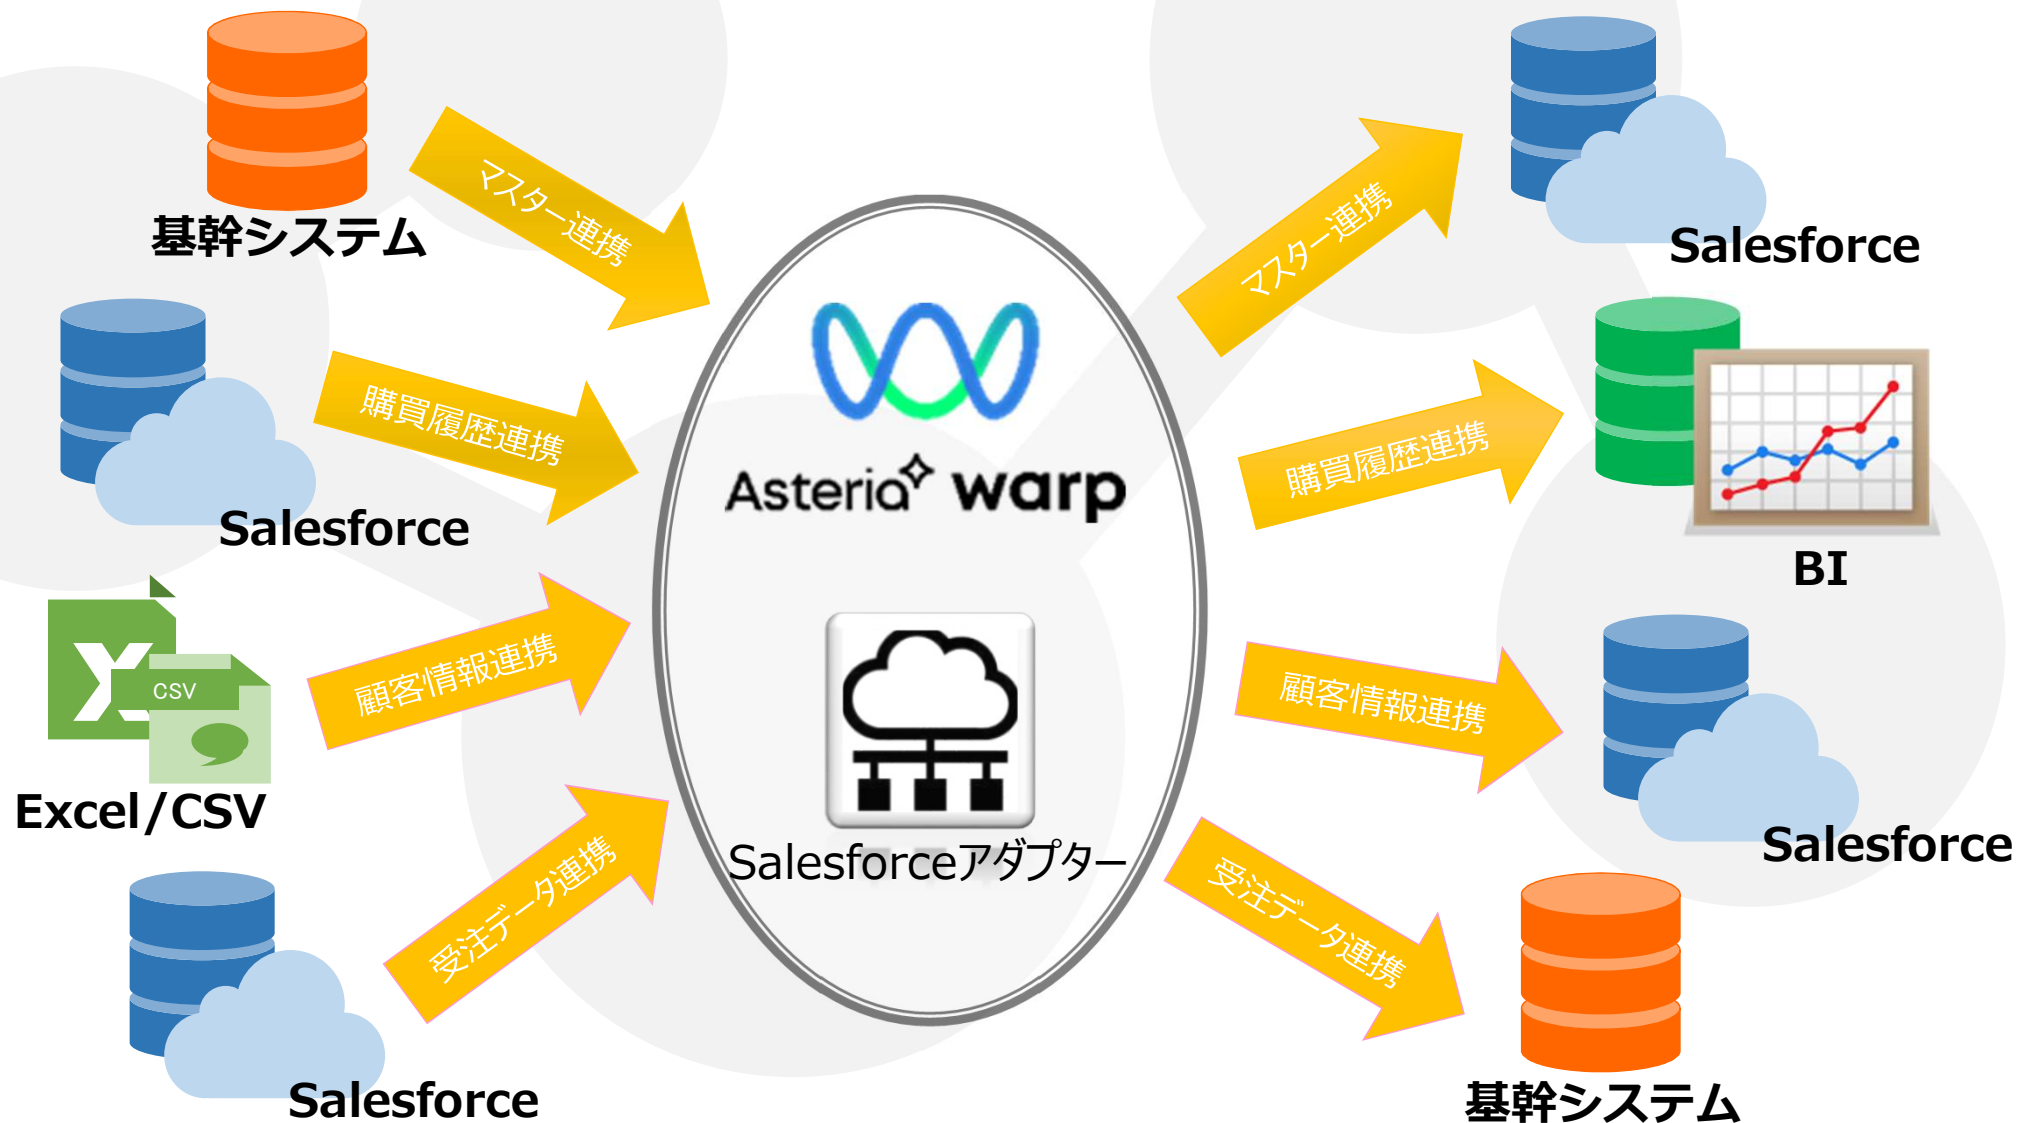 基幹システム
マスター連携
Salesforce
購買履歴連携
Excel/CSV
CSV
顧客情報連携
Salesforce
受注データ連携
Asteria warp
Salesforceアダプター
マスター連携
Salesforce
購買履歴連携
BI
顧客情報連携
Salesforce
受注データ連携
基幹システム